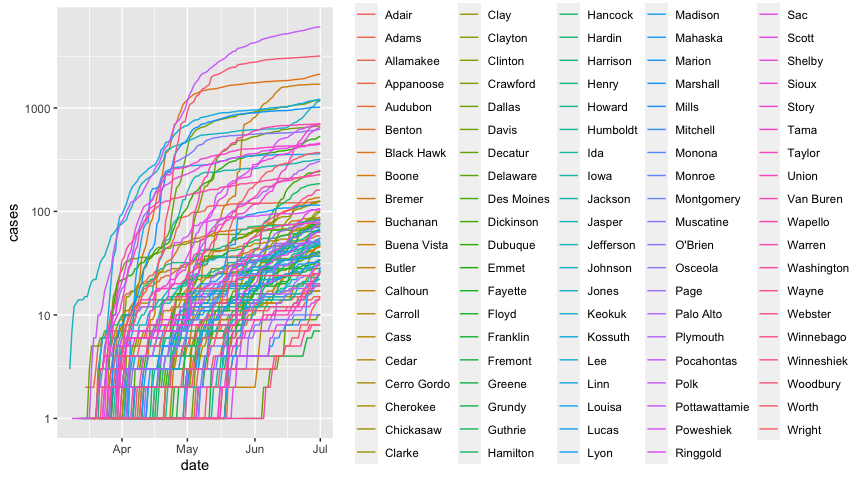 cases
1000
100
10
1
Apr
May
Jun
Jul
date
Adair
Adams
Allamakee
Appanoose
Audubon
Benton
Black Hawk
Boone
Bremer
Buchanan
Buena Vista
Butler
Calhoun
Carroll
Cass
Cedar
Cerro Gordo
Cherokee
Chickasaw
Clarke
Clay
Clayton
Clinton
Crawford
Dallas
Davis
Decatur
Delaware
Des Moines
Dickinson
Dubuque
Emmet
Fayette
Floyd
Franklin
Fremont
Greene
Grundy
Guthrie
Hamilton
Hancock
Hardin
Harrison
Henry
Howard
Humboldt
Ida
Iowa
Jackson
Jasper
Jefferson
Johnson
Jones
Keokuk
Kossuth
Lee
Linn
Louisa
Lucas
Lyon
Madison
Mahaska
Marion
Marshall
Mills
Mitchell
Monona
Monroe
Montgomery
Muscatine
O'Brien
Osceola
Page
Palo Alto
Plymouth
Pocahontas
Polk
Pottawattamie
Poweshiek
Ringgold
Sac
Scott
Shelby
Sioux
Story
Tama
Taylor
Union
Van Buren
Wapello
Warren
Washington
Wayne
Webster
Winnebago
Winneshiek
Woodbury
Worth
Wright